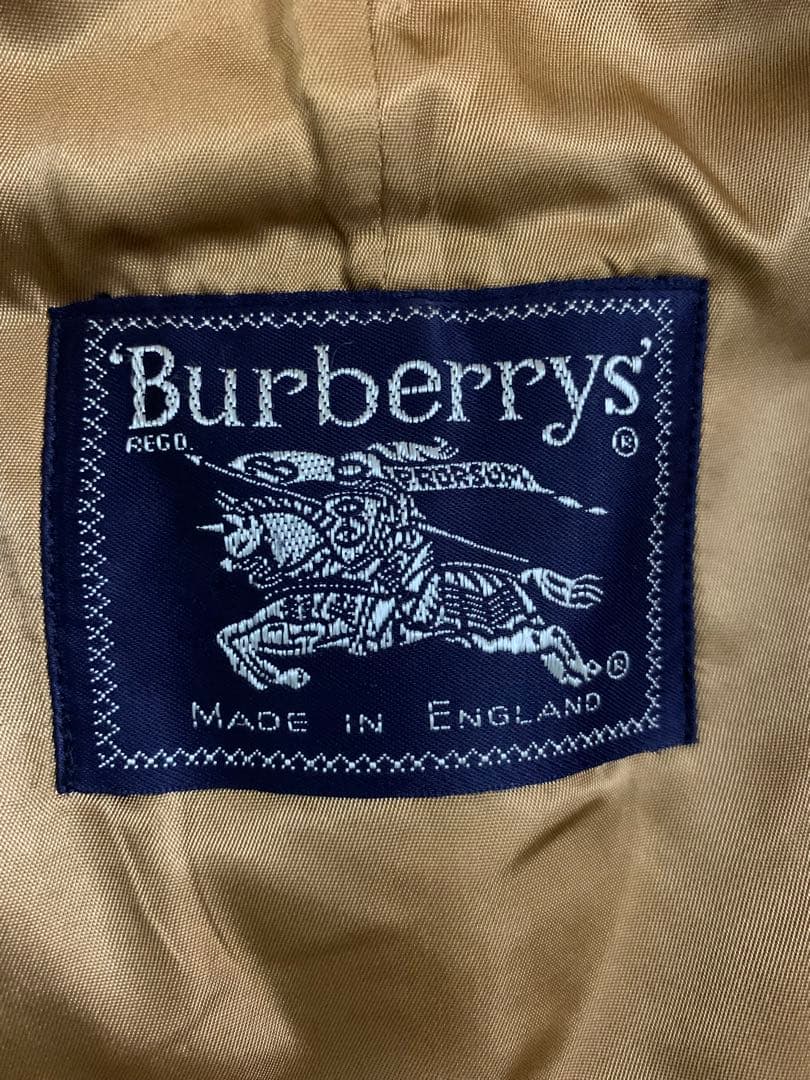 'Burberrys'
REGD. ®
PRORSUM
®
MADE IN ENGLAND